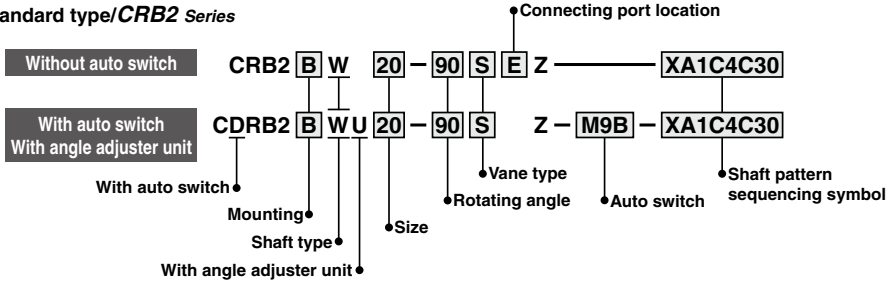 andard type/CRB2 Series
Connecting port location
Without auto switch CRB2 B W 20 – 90 S E Z – XA1C4C30
With auto switch
With angle adjuster unit
CDRB2 B W U 20 – 90 S Z – M9B – XA1C4C30
With auto switch
Mounting
Shaft type
With angle adjuster unit
Size
Rotating angle
Vane type
Auto switch
Shaft pattern
sequencing symbol